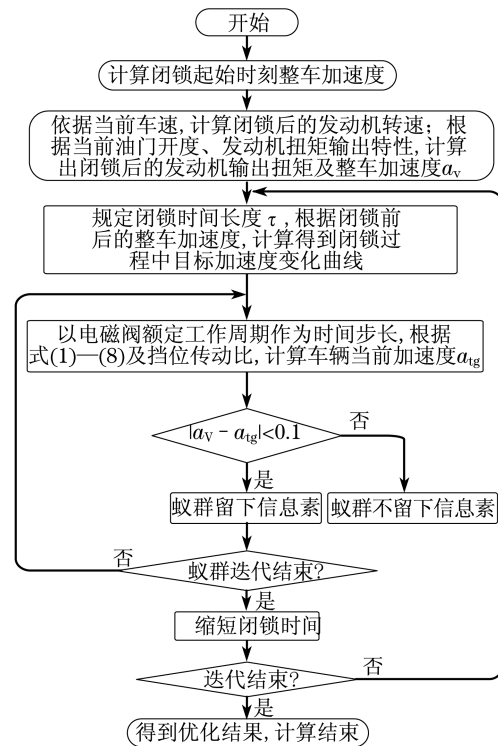 开始
计算闭锁起始时刻整车加速度
依据当前车速,计算闭锁后的发动机转速；根
据当前油门开度、发动机扭矩输出特性,计算
出闭锁后的发动机输出扭矩及整车加速度av
规定闭锁时间长度τ,根据闭锁前
后的整车加速度,计算得到闭锁过
程中目标加速度变化曲线
以电磁阀额定工作周期作为时间步长,根据
式(1)—(8)及挡位传动比,计算车辆当前加速度atg
|aV－atg|<0.1
否
是
蚁群留下信息素
蚁群不留下信息素
否
蚁群迭代结束?
是
缩短闭锁时间
否
迭代结束?
是
得到优化结果,计算结束